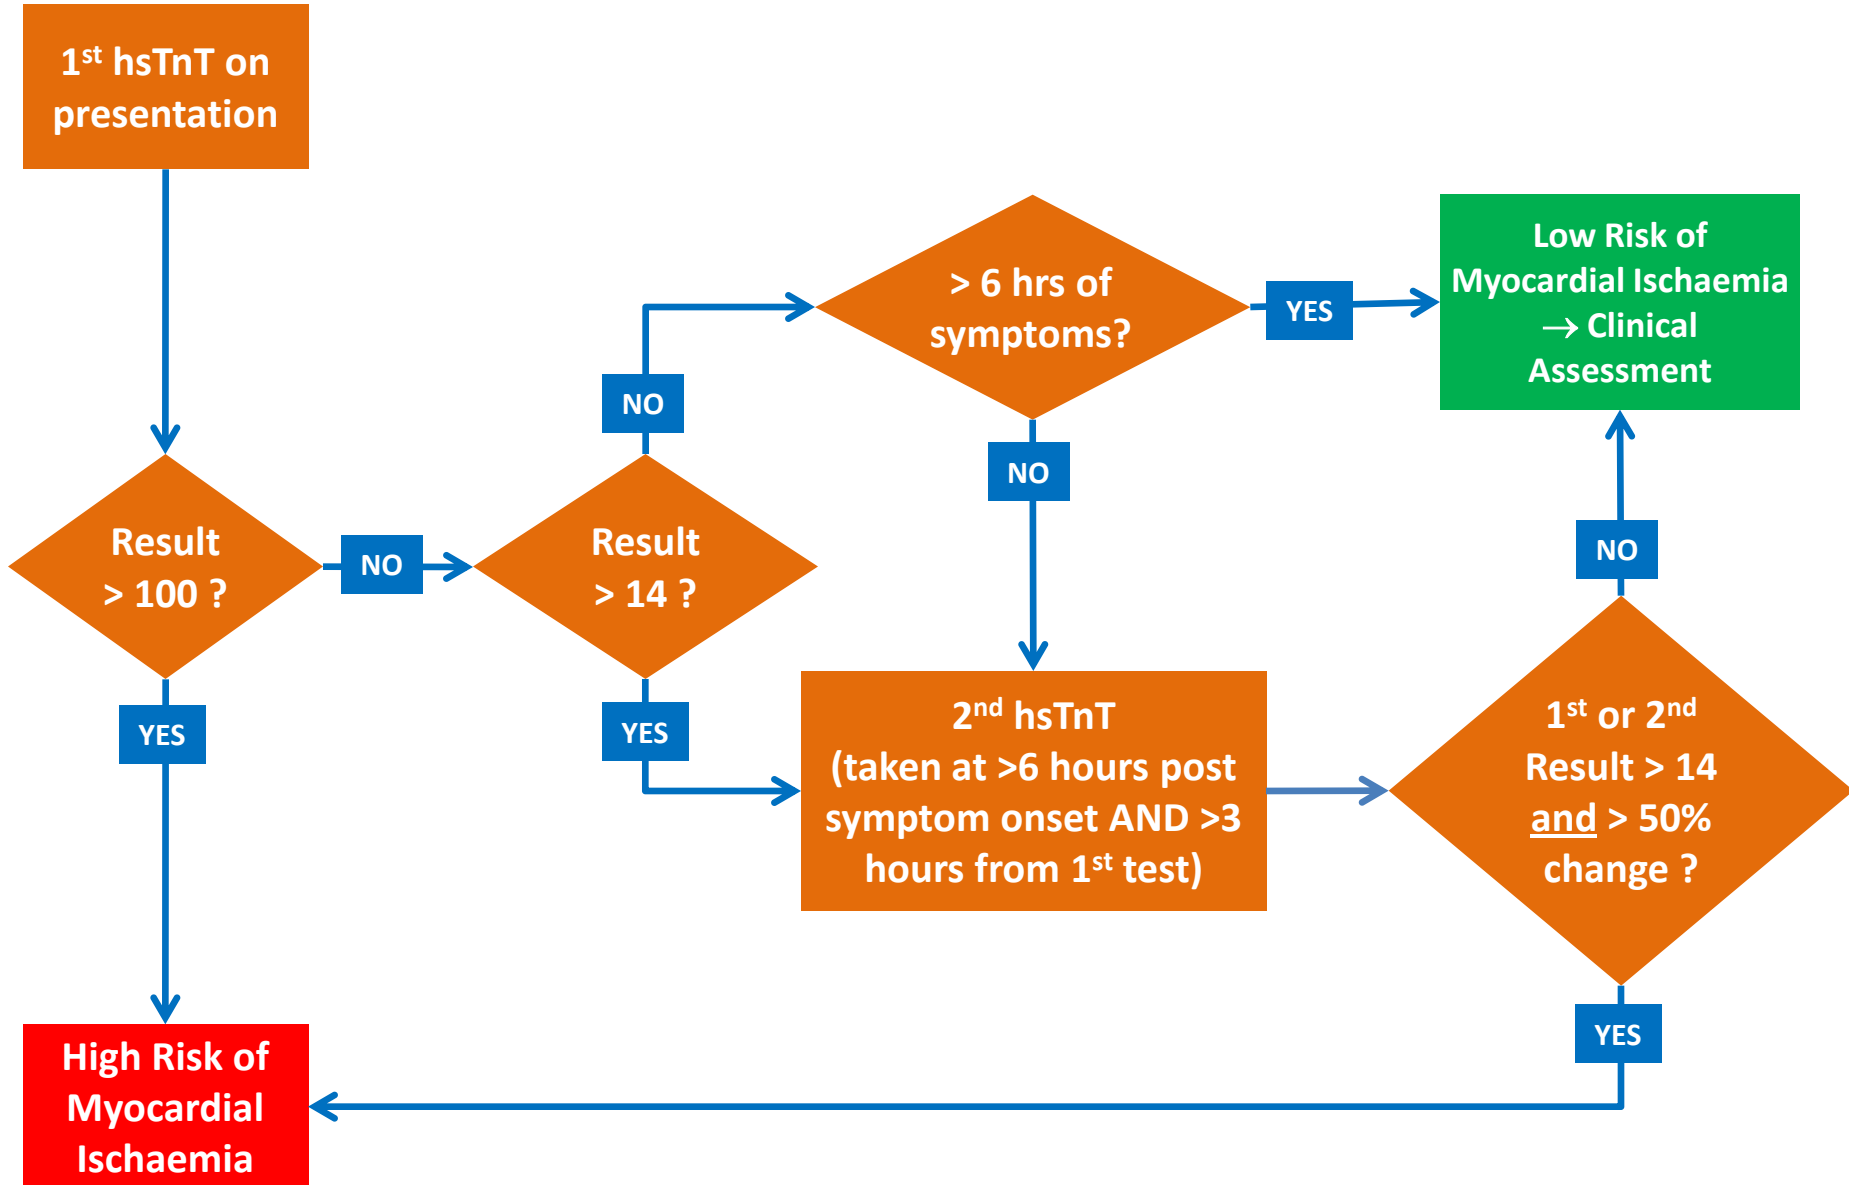 1st hsTnT on
presentation
Result
> 100 ?
NO
YES
High Risk of
Myocardial
Ischaemia
Result
> 14 ?
NO
YES
> 6 hrs of
symptoms?
YES
NO
2nd hsTnT
(taken at >6 hours post
symptom onset AND >3
hours from 1st test)
Low Risk of
Myocardial Ischaemia
→ Clinical
Assessment
NO
1st or 2nd
Result > 14
and > 50%
change ?
YES